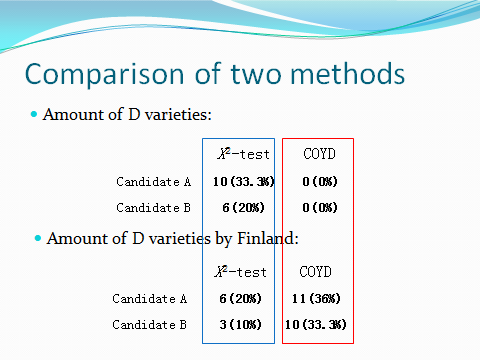 Comparison of two methods
Amount of D varieties:
X²-test COYD
Candidate A 10(33.3%) 0(0%)
Candidate B 6(20%) 0(0%)
Amount of D varieties by Finland:
X²-test COYD
Candidate A 6(20%) 11(36%)
Candidate B 3(10%) 10(33.3%)